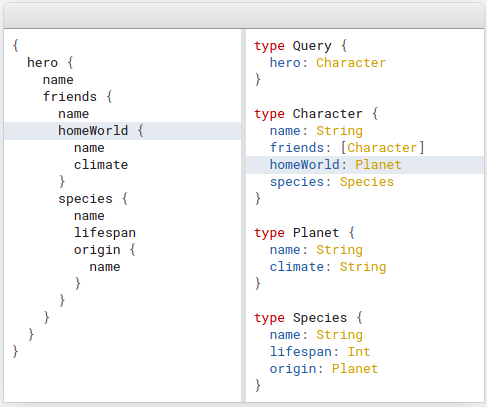 {
  hero {
    name
    friends {
      name
      homeWorld {
        name
        climate
      }
      species {
        name
        lifespan
        origin {
          name
        }
      }
    }
  }
}
type Query {
  hero: Character
}

type Character {
  name: String
  friends: [Character]
  homeWorld: Planet
  species: Species
}

type Planet {
  name: String
  climate: String
}

type Species {
  name: String
  lifespan: Int
  origin: Planet
}